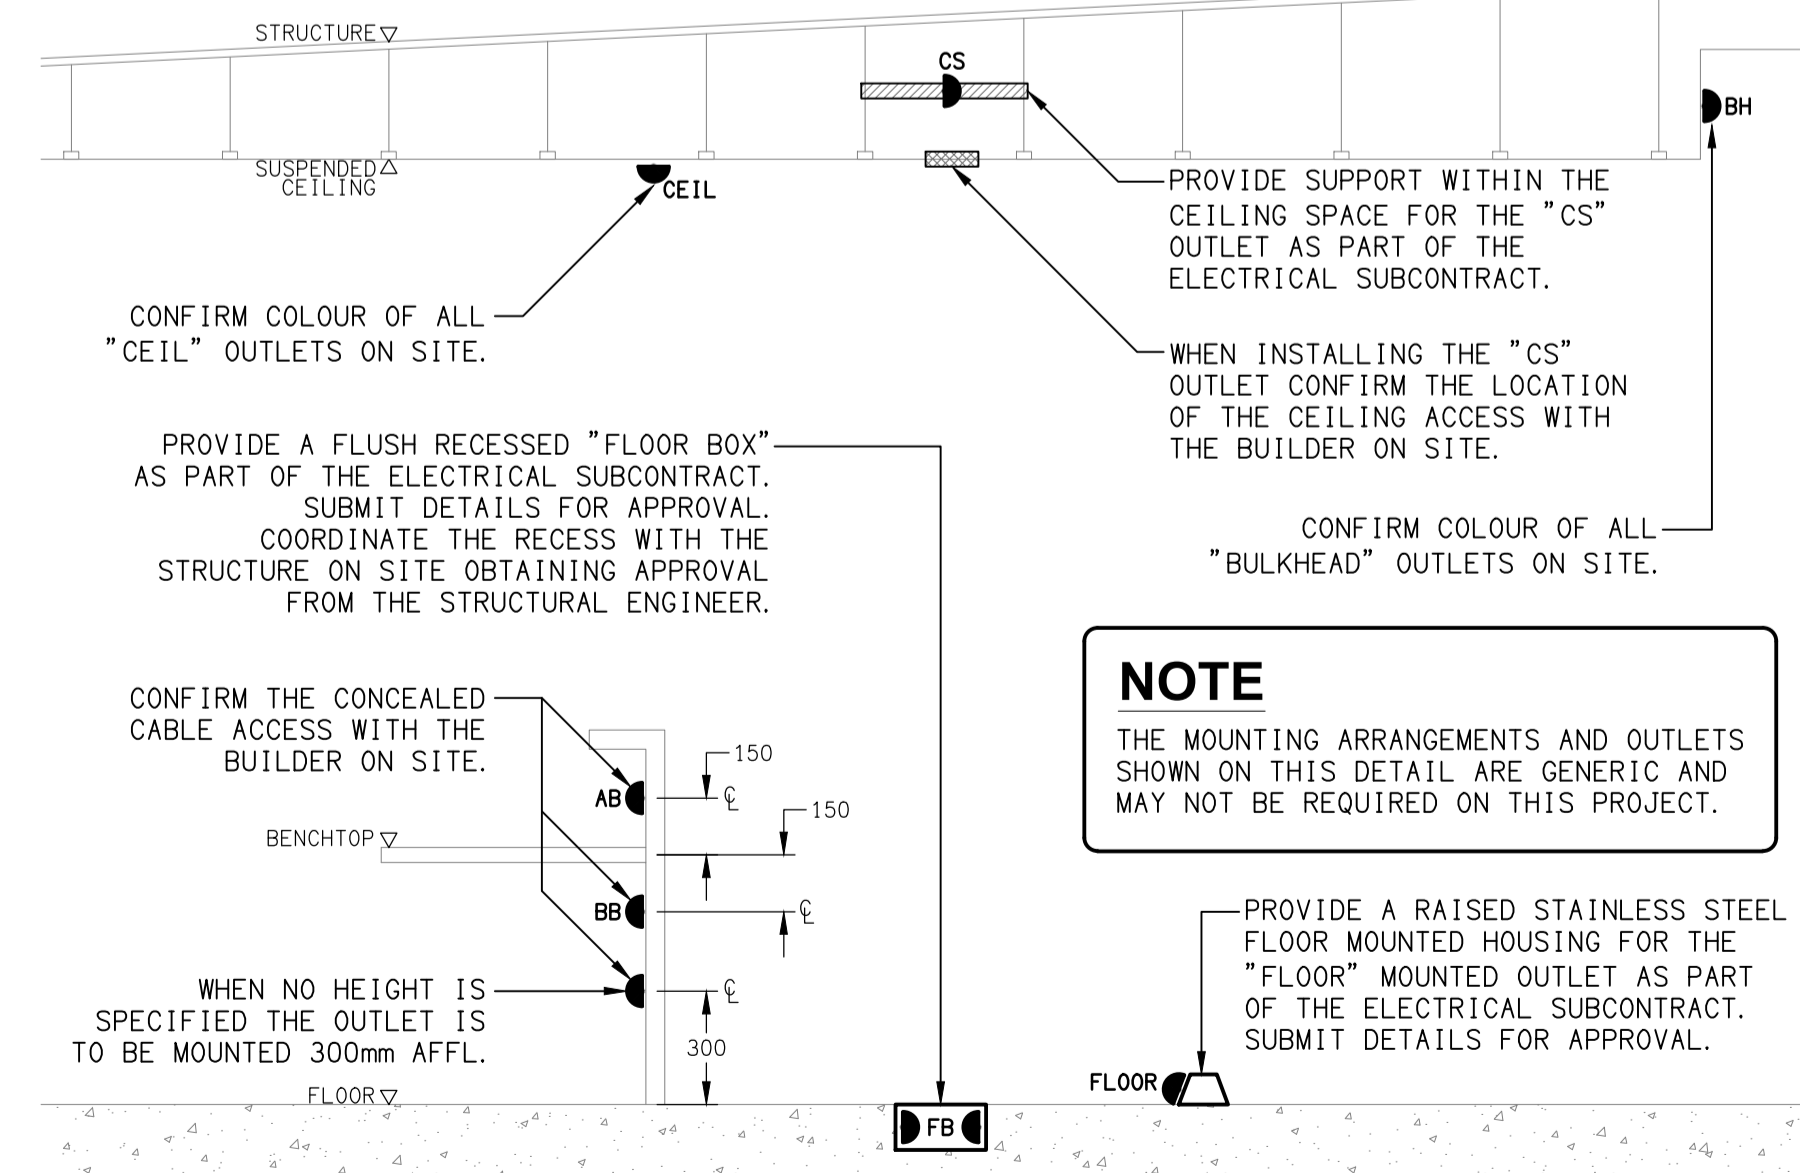 STRUCTURE
CS
BH
SUSPENDED
CEILING
CEIL
PROVIDE SUPPORT WITHIN THE
CEILING SPACE FOR THE "CS"
OUTLET AS PART OF THE
ELECTRICAL SUBCONTRACT.
CONFIRM COLOUR OF ALL
"CEIL" OUTLETS ON SITE.
WHEN INSTALLING THE "CS"
OUTLET CONFIRM THE LOCATION
OF THE CEILING ACCESS WITH
THE BUILDER ON SITE.
PROVIDE A FLUSH RECESSED "FLOOR BOX"
AS PART OF THE ELECTRICAL SUBCONTRACT.
SUBMIT DETAILS FOR APPROVAL.
COORDINATE THE RECESS WITH THE
STRUCTURE ON SITE OBTAINING APPROVAL
FROM THE STRUCTURAL ENGINEER.
CONFIRM COLOUR OF ALL
"BULKHEAD" OUTLETS ON SITE.
NOTE
THE MOUNTING ARRANGEMENTS AND OUTLETS
SHOWN ON THIS DETAIL ARE GENERIC AND
MAY NOT BE REQUIRED ON THIS PROJECT.
CONFIRM THE CONCEALED
CABLE ACCESS WITH THE
BUILDER ON SITE.
150
AB
℄
150
BENCHTOP
BB
℄
WHEN NO HEIGHT IS
SPECIFIED THE OUTLET IS
TO BE MOUNTED 300mm AFFL.
℄
300
FLOOR
PROVIDE A RAISED STAINLESS STEEL
FLOOR MOUNTED HOUSING FOR THE
"FLOOR" MOUNTED OUTLET AS PART
OF THE ELECTRICAL SUBCONTRACT.
SUBMIT DETAILS FOR APPROVAL.
FLOOR
FB